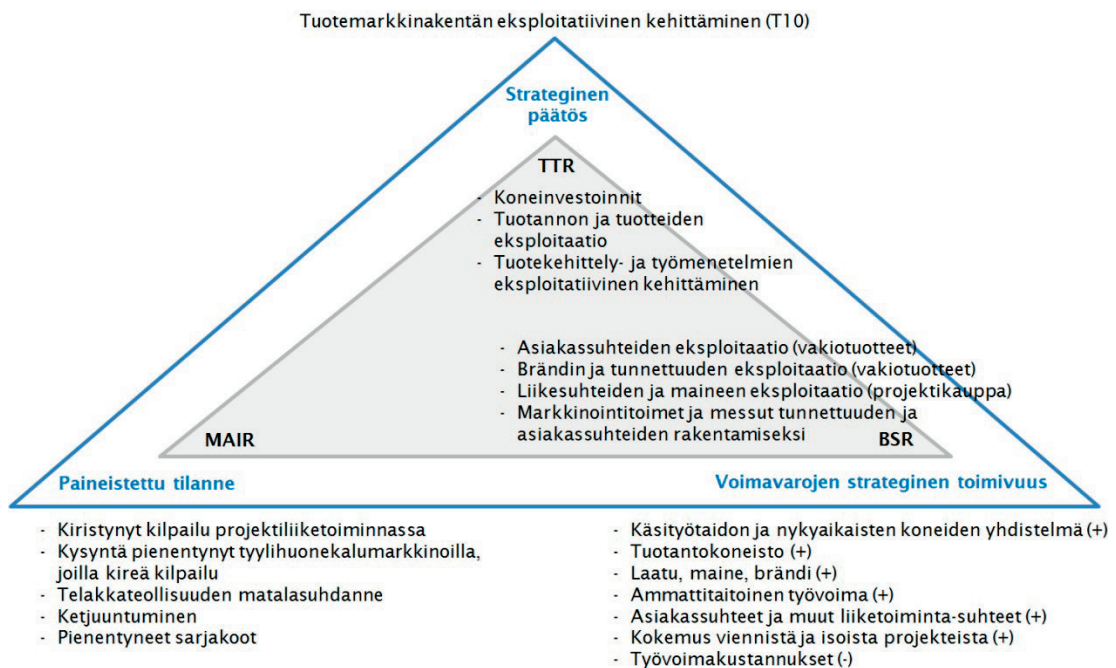 Tuotemarkkinakentän eksploitatiivinen kehittäminen (T10)
Strateginen
päätös
TTR
- Koneinvestoinnit
- Tuotannon ja tuotteiden
eksploitaatio
- Tuotekehittely- ja työmenetelmien
eksploitatiivinen kehittäminen
- Asiakassuhteiden eksploitaatio (vakiotuotteet)
- Brändin ja tunnettuuden eksploitaatio (vakiotuotteet)
- Liikesuhteiden ja maineen eksploitaatio (projektikauppa)
- Markkinointitoimet ja messut tunnettuuden ja
asiakassuhteiden rakentamiseksi
MAIR
BSR
Paineistettu tilanne
Voimavarojen strateginen toimivuus
- Kiristynyt kilpailu projektiliiketoiminnassa
- Kysyntä pienentynyt tyylihuonekalumarkkinoilla,
joilla kireä kilpailu
- Telakkateollisuuden matalasuhdanne
- Ketjuuntuminen
- Pienentyneet sarjakoot
- Käsityötaidon ja nykyaikaisten koneiden yhdistelmä (+)
- Tuotantokoneisto (+)
- Laatu, maine, brändi (+)
- Ammattitaitoinen työvoima (+)
- Asiakassuhteet ja muut liiketoiminta-suhteet (+)
- Kokemus viennistä ja isoista projekteista (+)
- Työvoimakustannukset (-)